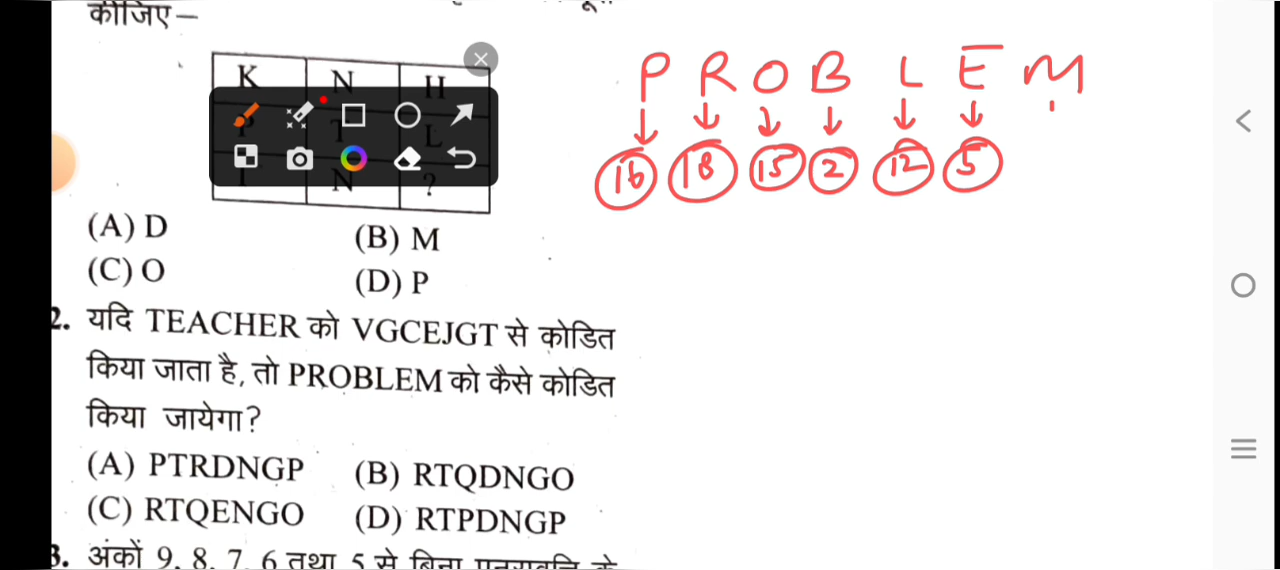 कीजिए–
K N H
L
N ?
(A) D (B) M
(C) O (D) P
2. यदि TEACHER को VGCEJGT से कोडित
किया जाता है, तो PROBLEM को कैसे कोडित
किया जायेगा?
(A) PTRDNGP (B) RTQDNGO
(C) RTQENGO (D) RTPDNGP
3. अंकों 9, 8, 7, 6 तथा 5 से बिना
P R O B L E M
16 18 15 2 12 5